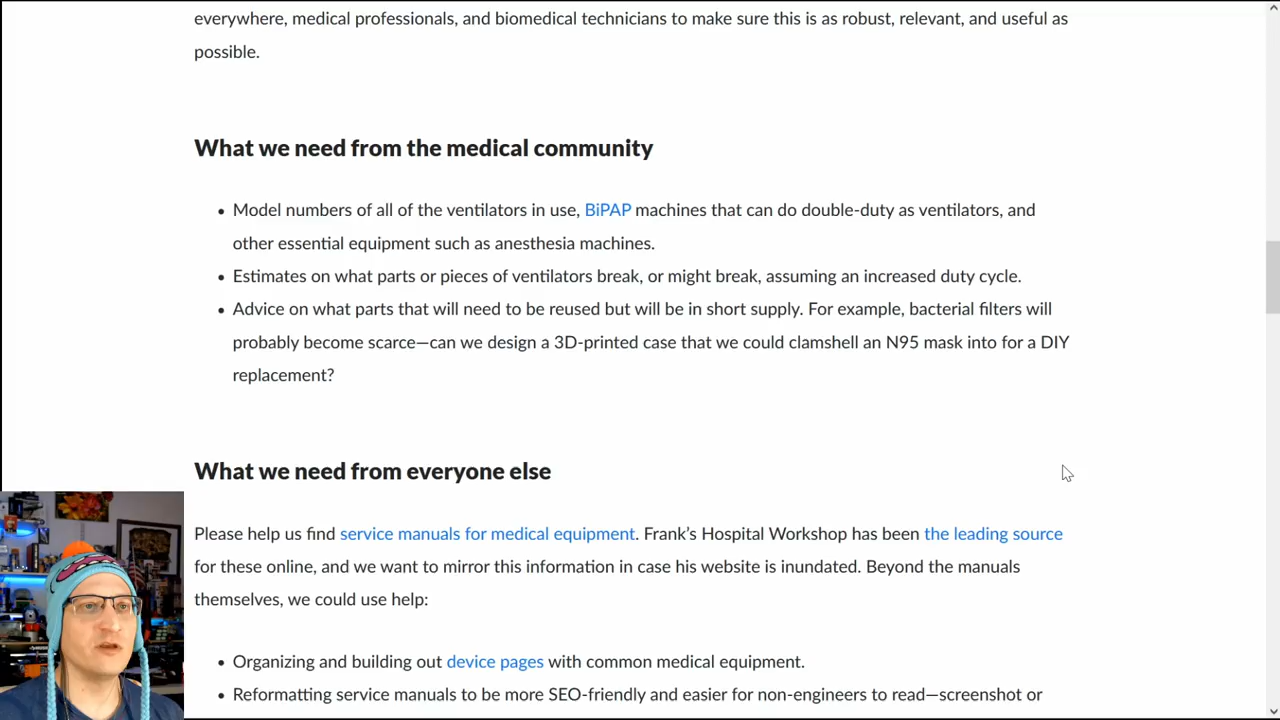 everywhere, medical professionals, and biomedical technicians to make sure this is as robust, relevant, and useful as
possible.
What we need from the medical community
• Model numbers of all of the ventilators in use, BiPAP machines that can do double-duty as ventilators, and
other essential equipment such as anesthesia machines.
• Estimates on what parts or pieces of ventilators break, or might break, assuming an increased duty cycle.
• Advice on what parts that will need to be reused but will be in short supply. For example, bacterial filters will
probably become scarce—can we design a 3D-printed case that we could clamshell an N95 mask into for a DIY
replacement?
What we need from everyone else
Please help us find service manuals for medical equipment. Frank’s Hospital Workshop has been the leading source
for these online, and we want to mirror this information in case his website is inundated. Beyond the manuals
themselves, we could use help:
• Organizing and building out device pages with common medical equipment.
• Reformatting service manuals to be more SEO-friendly and easier for non-engineers to read—screenshot or